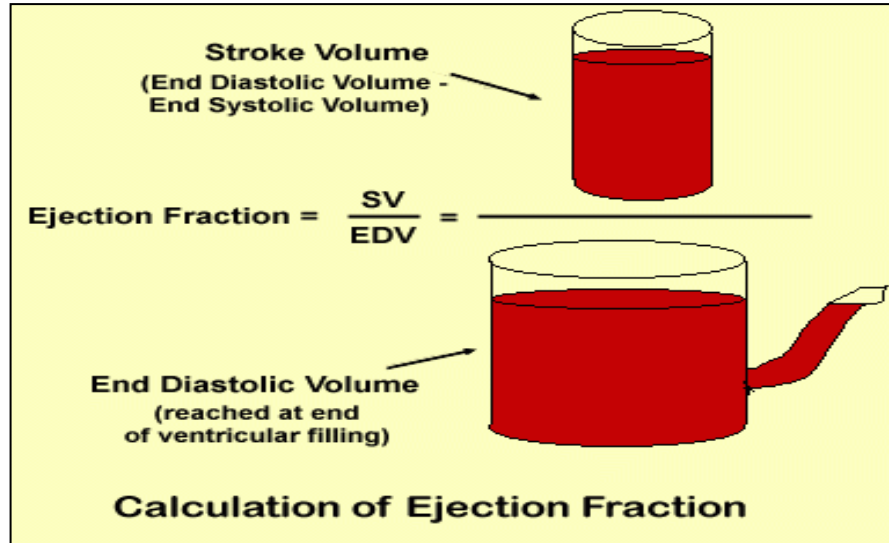 Stroke Volume
(End Diastolic Volume -
End Systolic Volume)
Ejection Fraction = SV / EDV =
End Diastolic Volume
(reached at end
of ventricular filling)
Calculation of Ejection Fraction